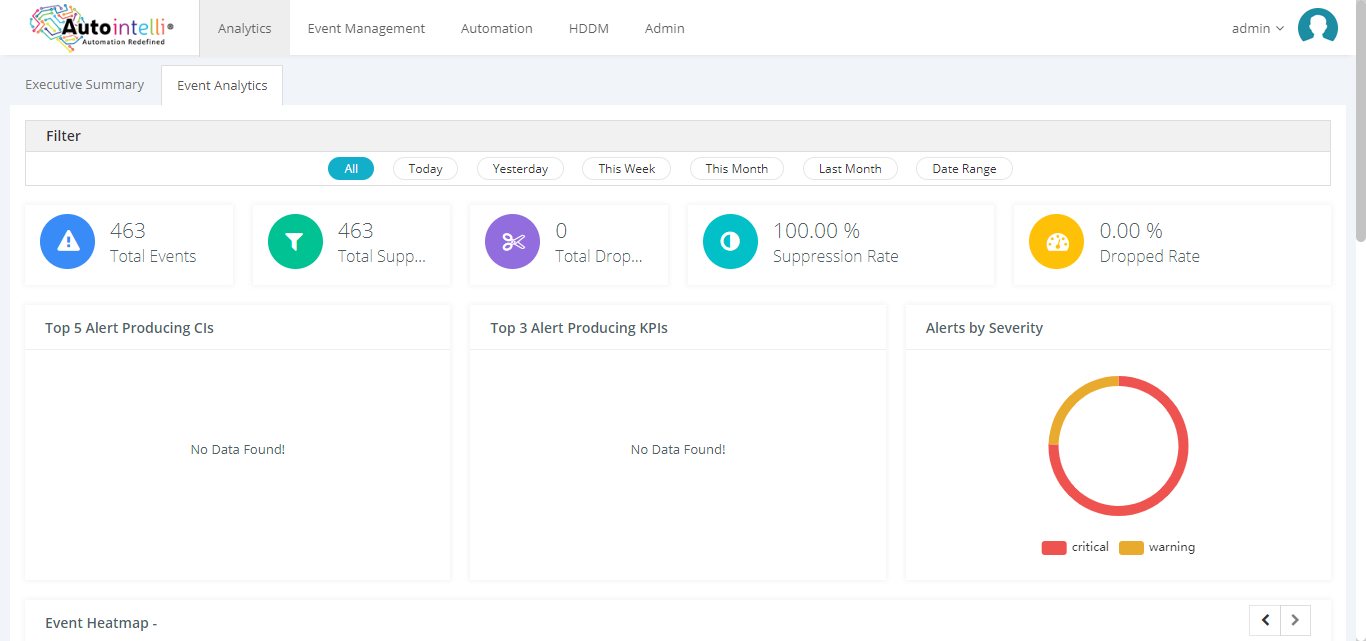 Autointelli®
Automation Redefined
Analytics Event Management Automation HDDM Admin admin
Executive Summary Event Analytics
Filter
All Today Yesterday This Week This Month Last Month Date Range
463 463 0 100.00 % 0.00 %
Total Events Total Supp... Total Drop... Suppression Rate Dropped Rate
Top 5 Alert Producing CIs Top 3 Alert Producing KPIs Alerts by Severity
No Data Found! No Data Found!
critical warning
Event Heatmap -